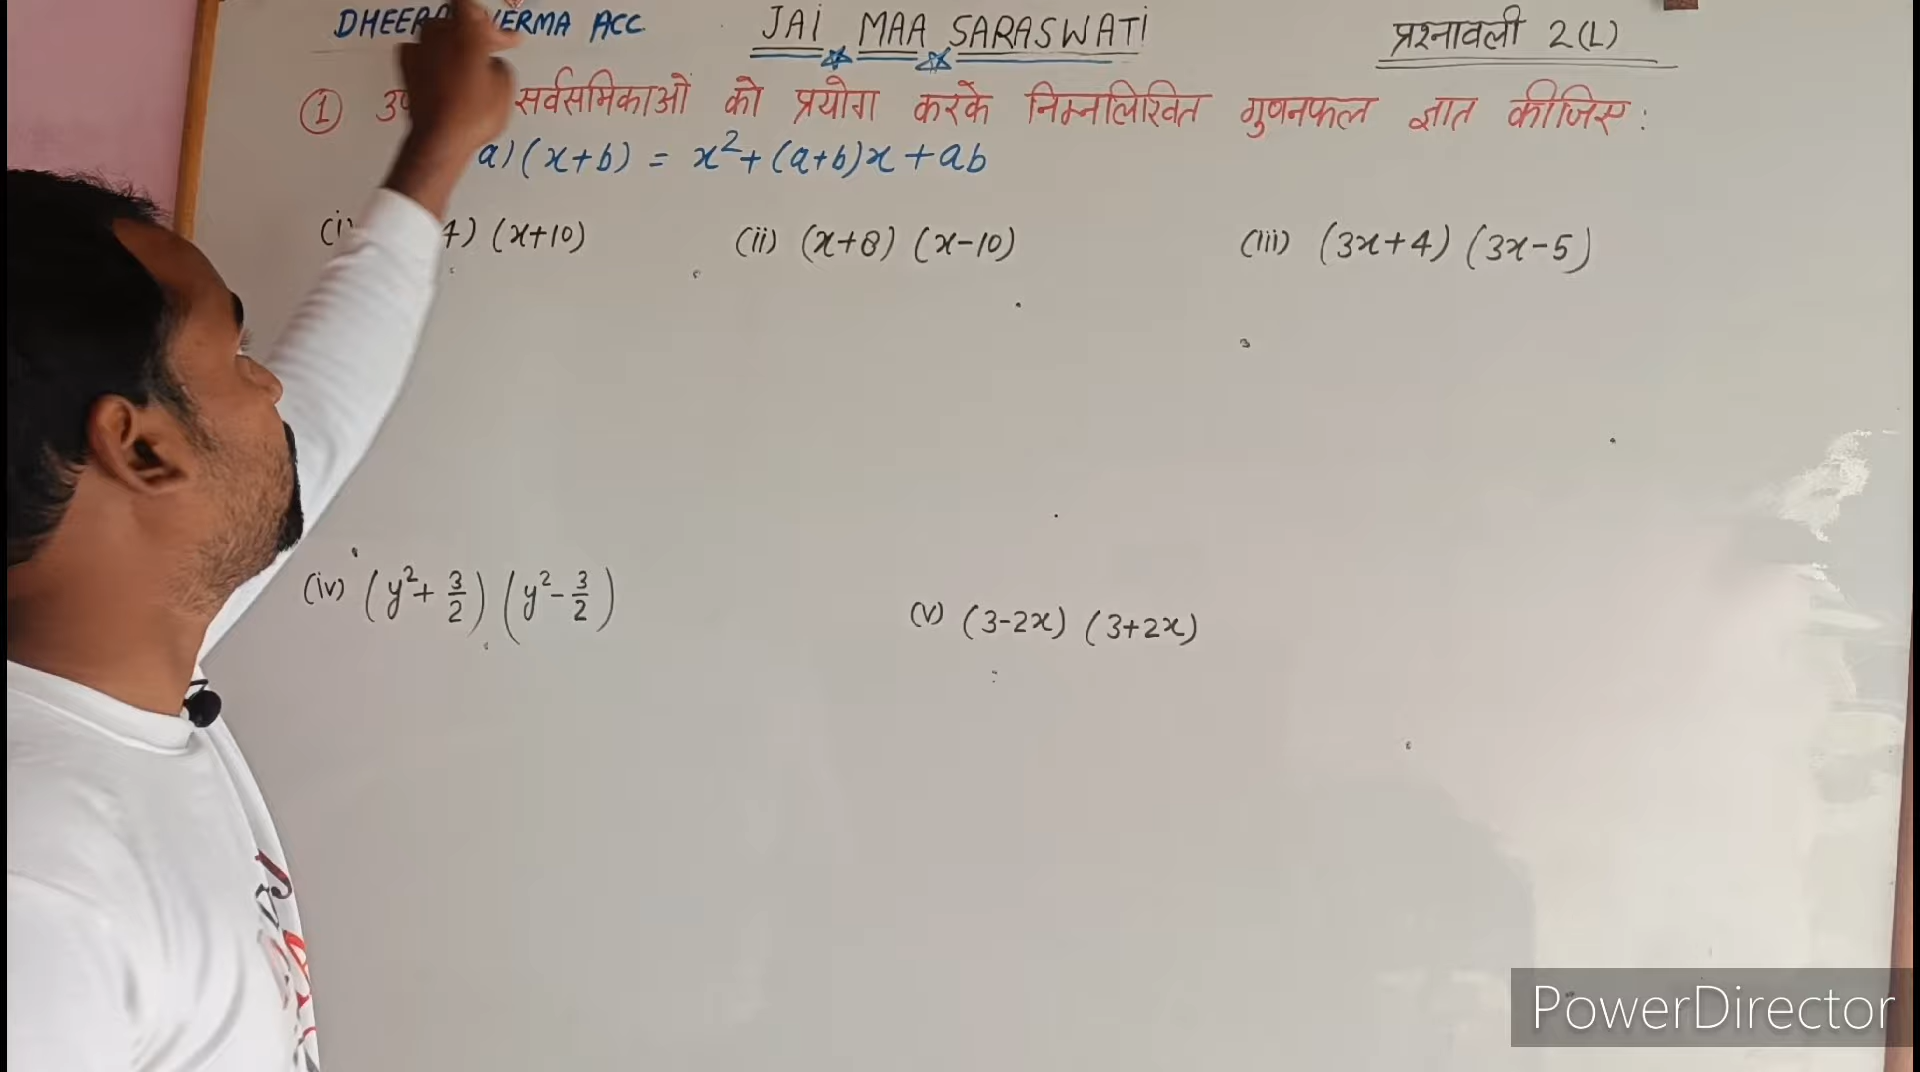 VERMA ACC
JAI MAA SARASWATI
प्रश्नावली 2(L)
① सर्वसमिकाओं को प्रयोग करके निम्नलिखित गुणनफल ज्ञात कीजिए :
a) (x+b) = x²+(a+b)x+ab
(i) 4) (x+10)
(ii) (x+8) (x-10)
(iii) (3x+4) (3x-5)
(iv) (y²+ 3/2) (y²- 3/2)
(v) (3-2x) (3+2x)
PowerDirector